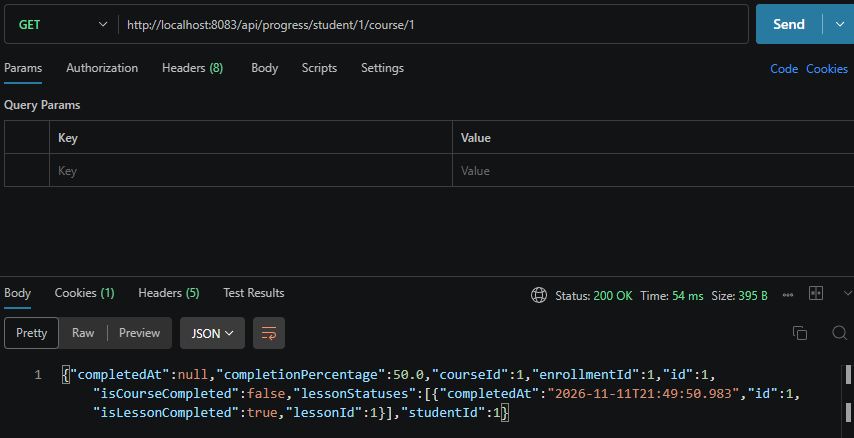 GET http://localhost:8083/api/progress/student/1/course/1 Send
Params Authorization Headers (8) Body Scripts Settings Code Cookies
Query Params
Key Value
Key Value
Body Cookies (1) Headers (5) Test Results Status: 200 OK Time: 54 ms Size: 395 B
Pretty Raw Preview JSON
1 {"completedAt":null,"completionPercentage":50.0,"courseId":1,"enrollmentId":1,"id":1,
"isCourseCompleted":false,"lessonStatuses":[{"completedAt":"2026-11-11T21:49:50.983","id":1,
"isLessonCompleted":true,"lessonId":1}],"studentId":1}